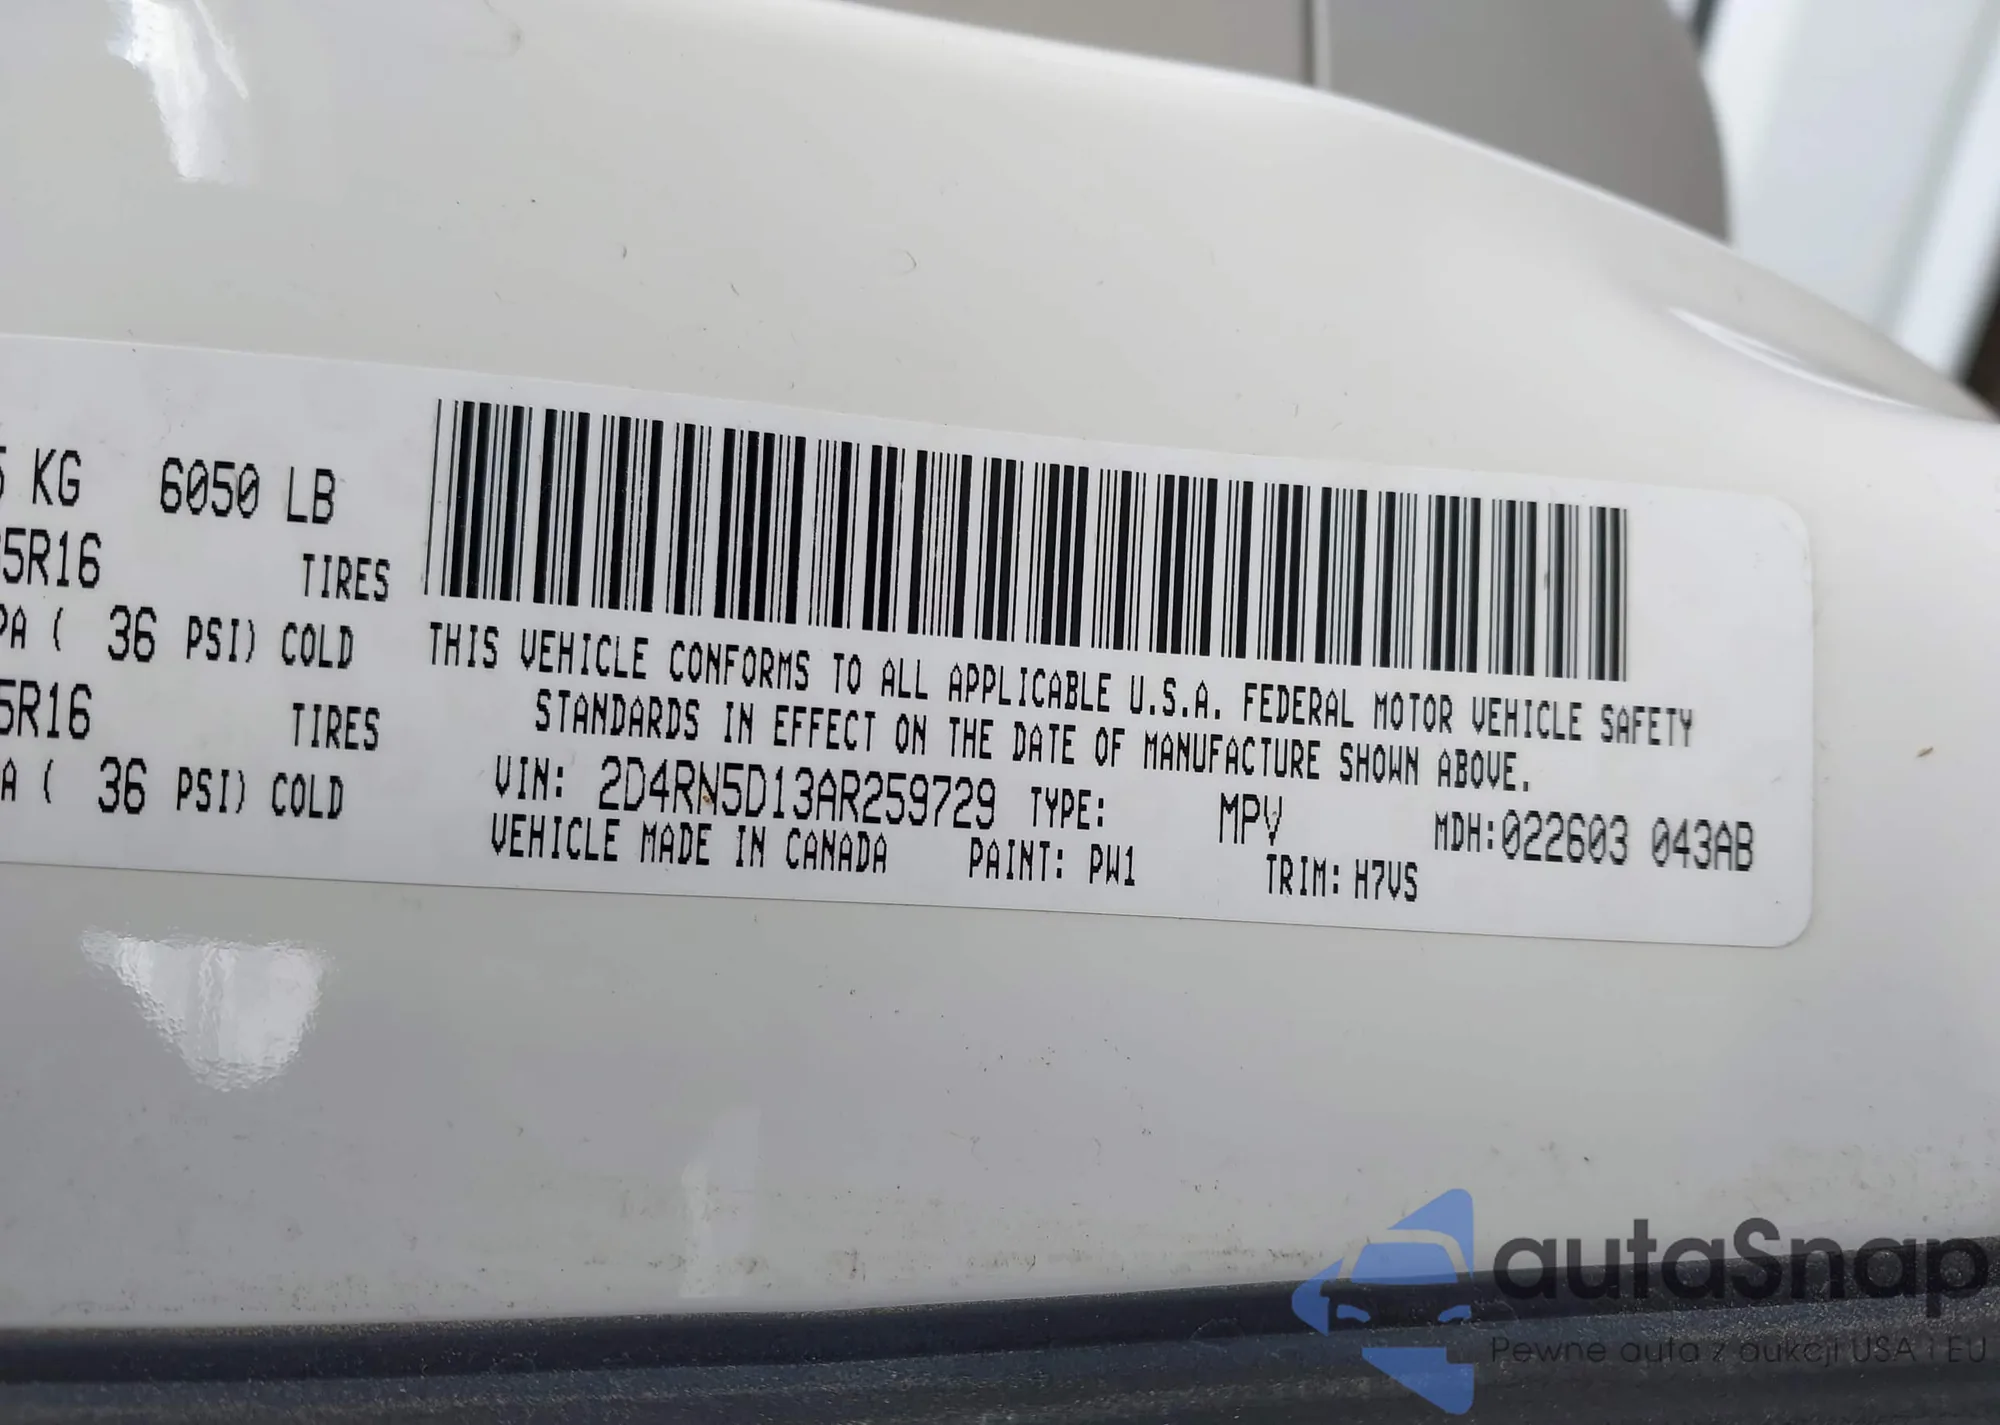 KG 6050 LB
5R16 TIRES
PA ( 36 PSI) COLD
5R16 TIRES
A ( 36 PSI) COLD
THIS VEHICLE CONFORMS TO ALL APPLICABLE U.S.A. FEDERAL MOTOR VEHICLE SAFETY
STANDARDS IN EFFECT ON THE DATE OF MANUFACTURE SHOWN ABOVE.
VIN: 2D4RN5D13AR259729 TYPE: MPV MDH:022603 043AB
VEHICLE MADE IN CANADA PAINT: PW1 TRIM: H7VS
autaSnap
Pewne auta z aukcji USA i EU